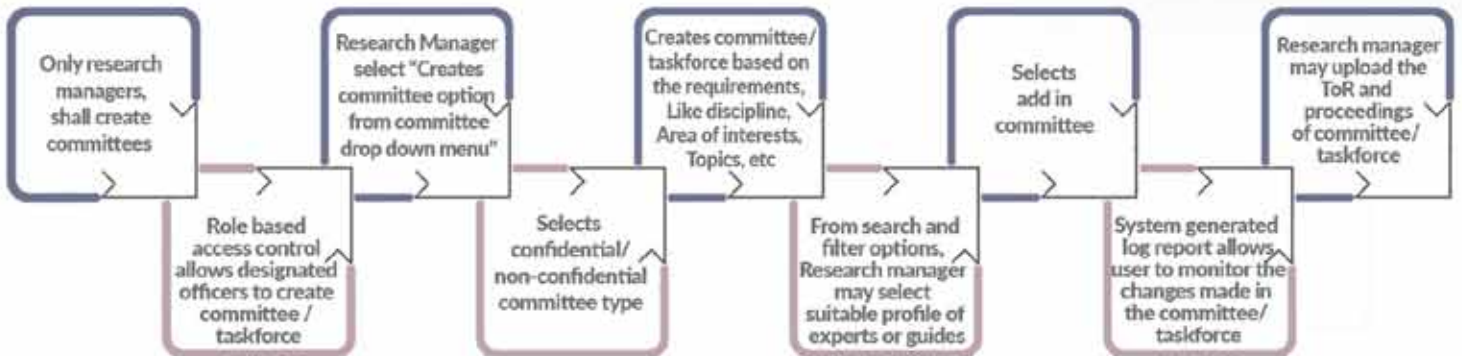 Only research
managers,
shall create
committees
Role based
access control
allows designated
officers to create
committee /
taskforce
Research Manager
select “Creates
committee option
from committee
drop down menu”
Selects
confidential/
non-confidential
committee type
Creates committee/
taskforce based on
the requirements,
Like discipline,
Area of interests,
Topics, etc
From search and
filter options,
Research manager
may select
suitable profile of
experts or guides
Selects
add in
committee
System generated
log report allows
user to monitor the
changes made in
the committee/
taskforce
Research manager
may upload the
ToR and
proceedings
of committee/
taskforce